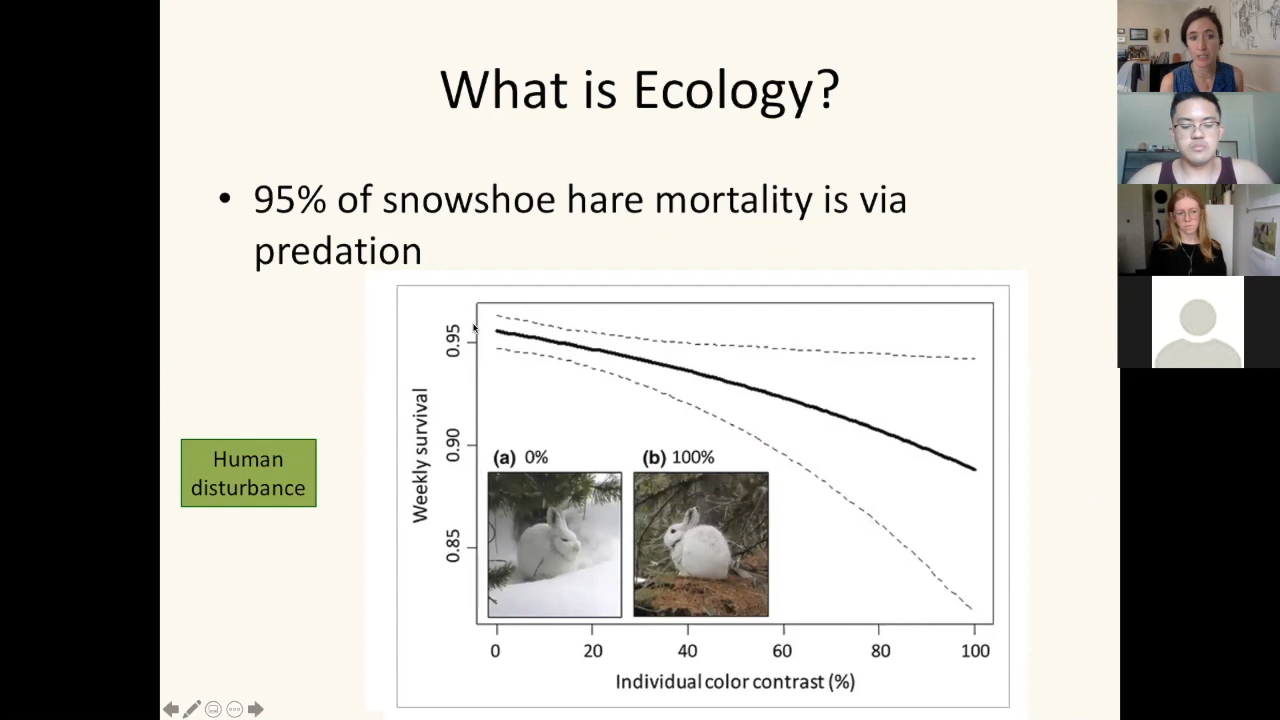 What is Ecology?
• 95% of snowshoe hare mortality is via
predation
Human
disturbance
Weekly survival
0.95
0.90
0.85
(a) 0%
(b) 100%
0 20 40 60 80 100
Individual color contrast (%)